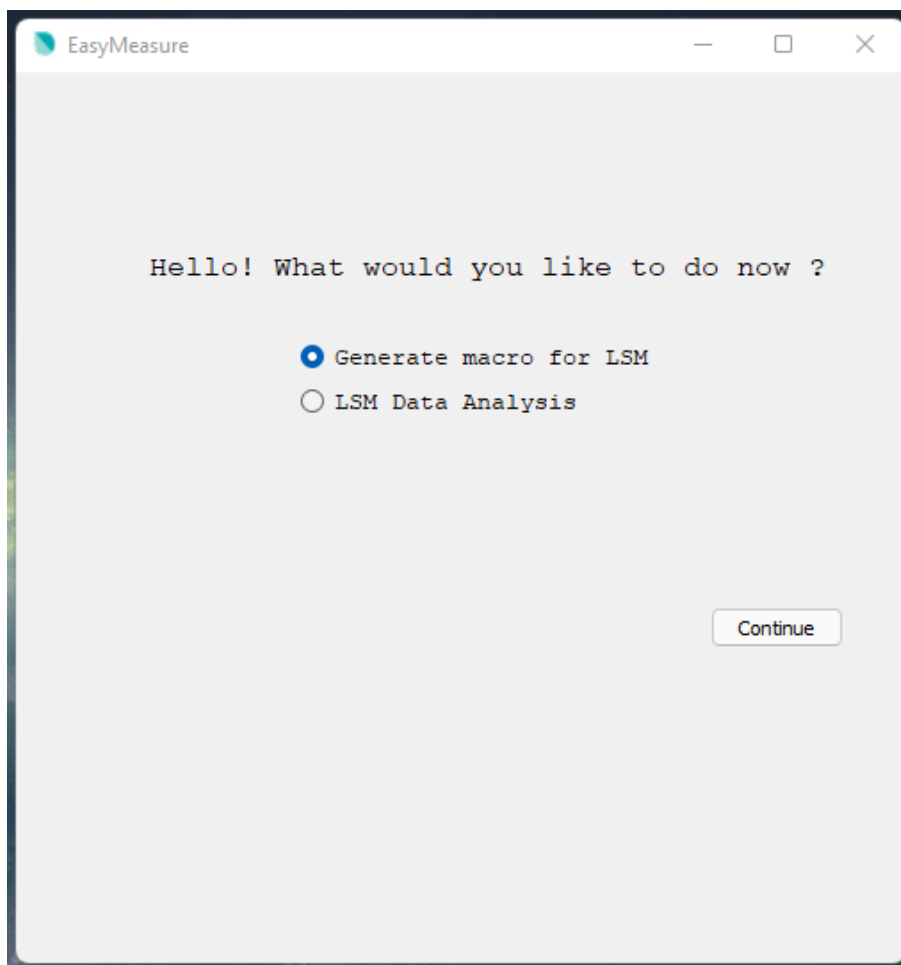 EasyMeasure
Hello! What would you like to do now ?
Generate macro for LSM
LSM Data Analysis
Continue